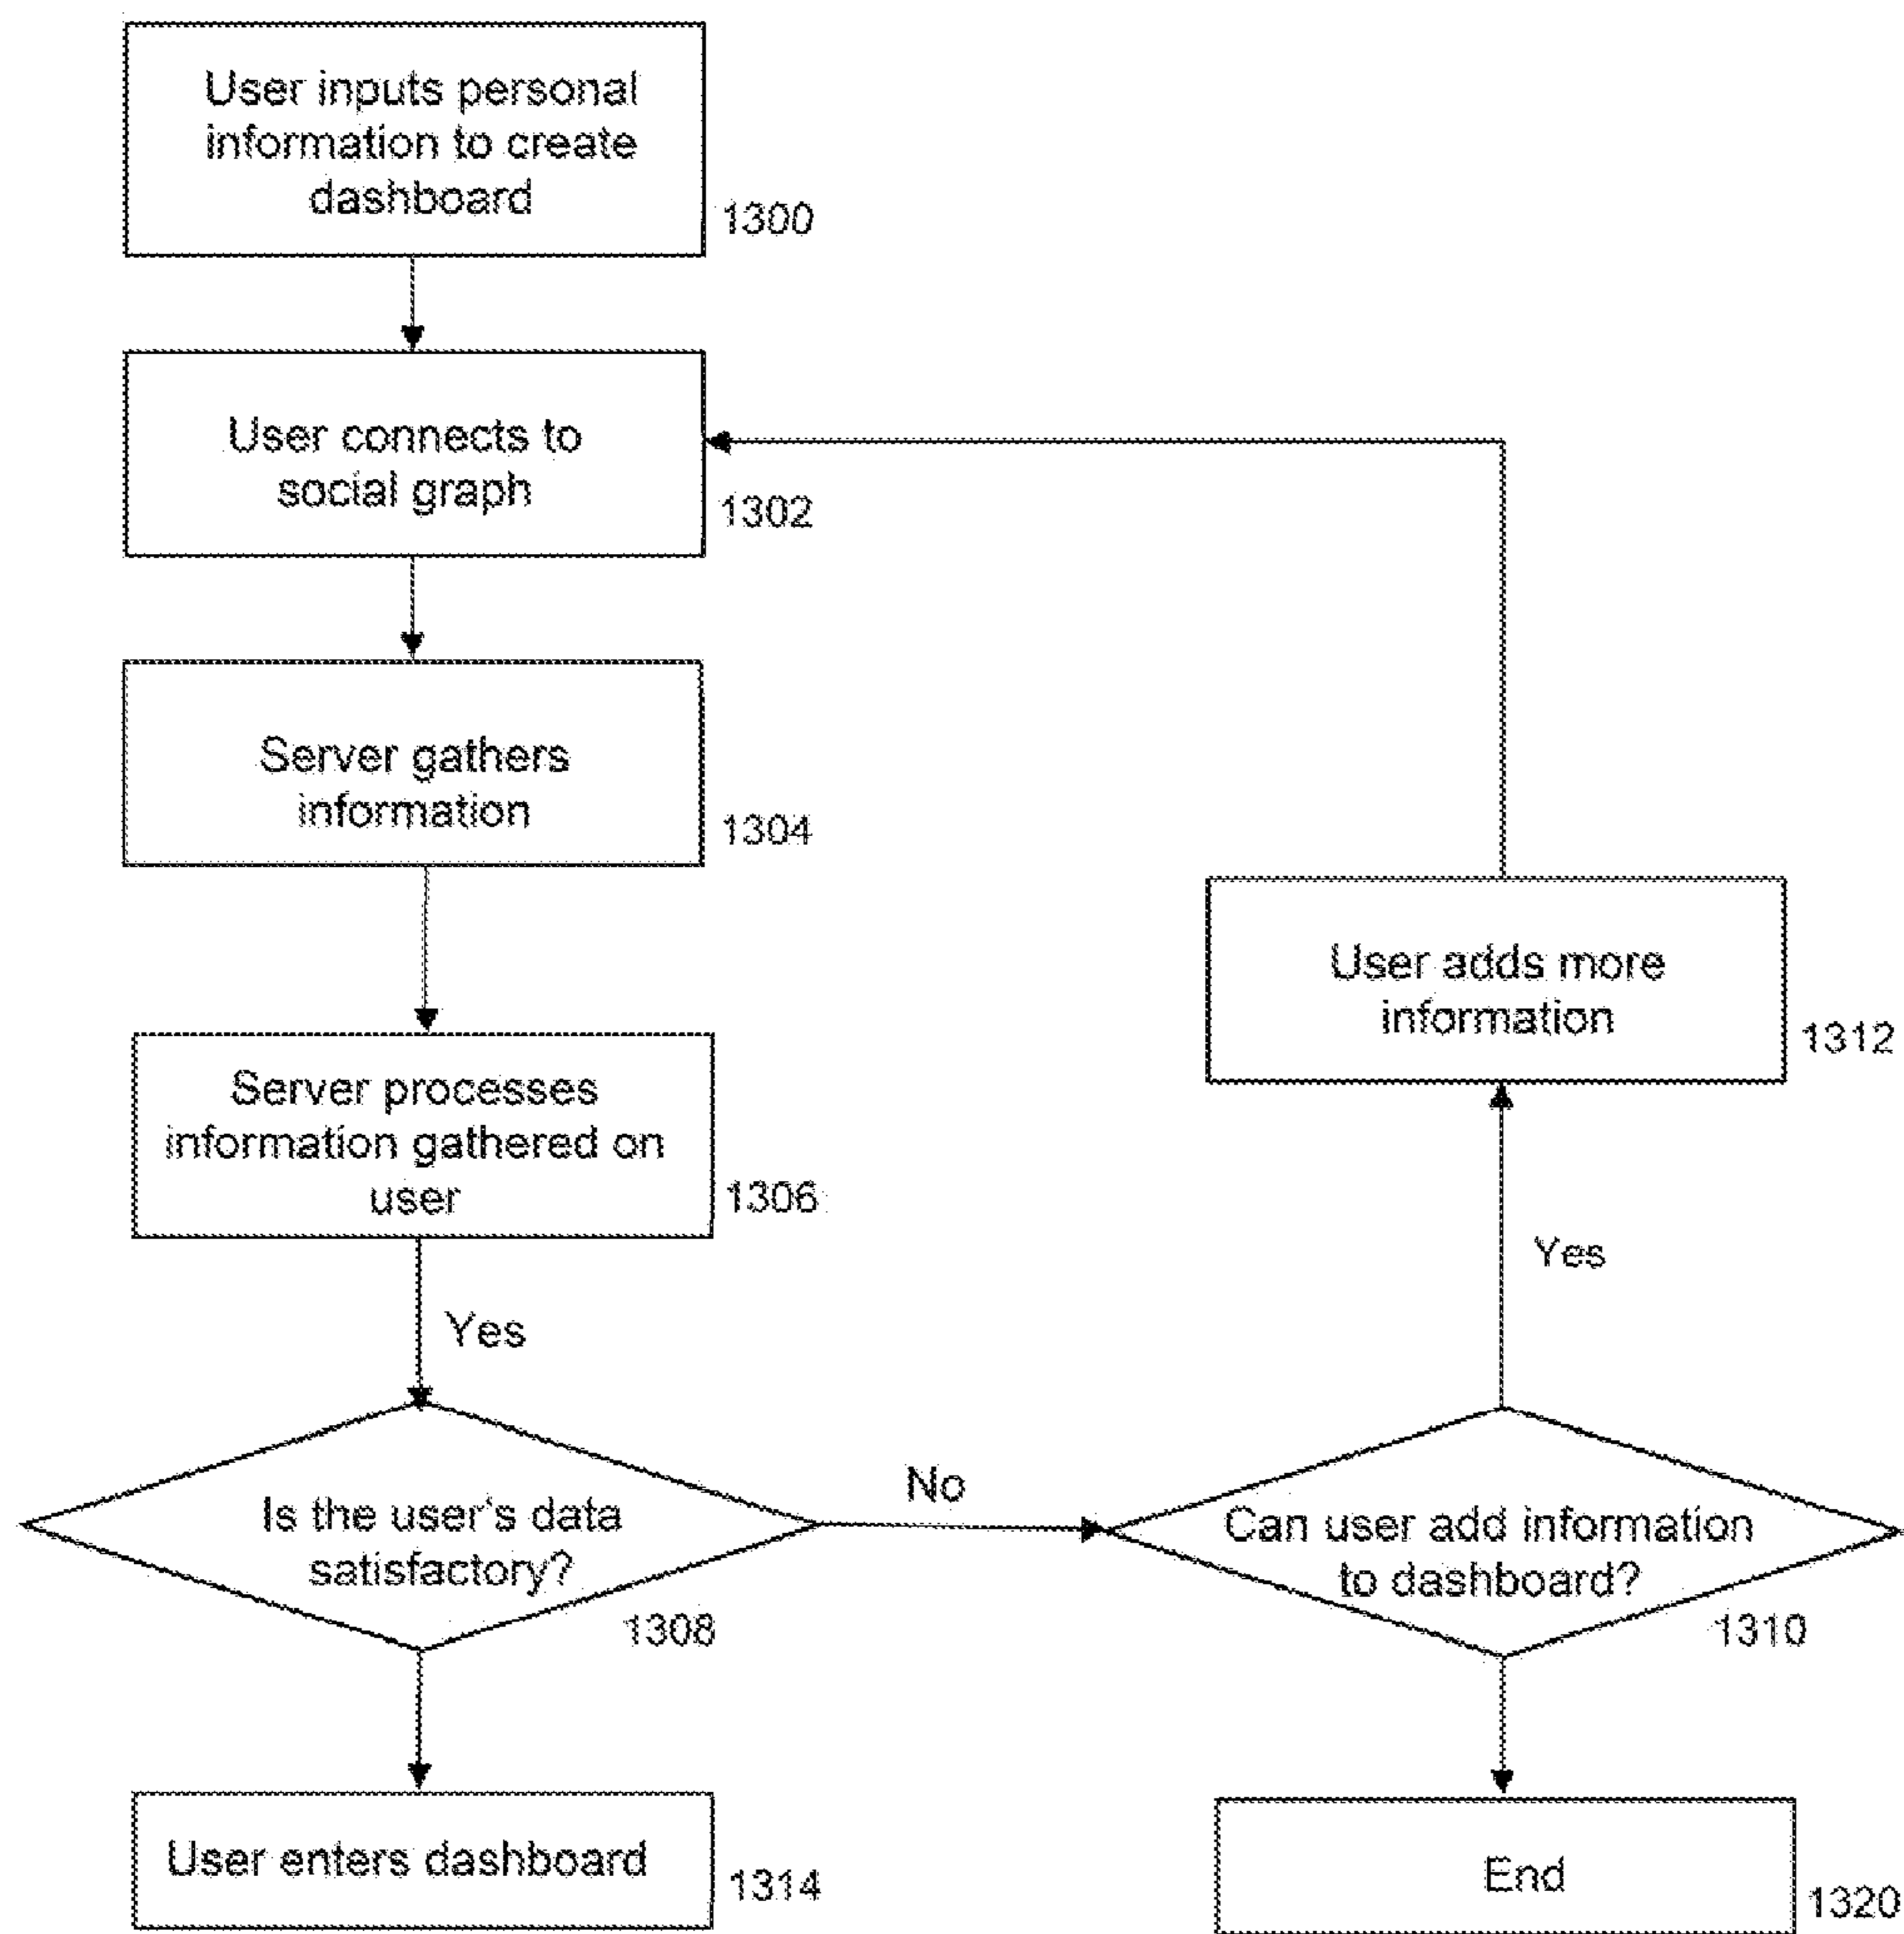 User inputs personal
information to create
dashboard
1300
User connects to
social graph
1302
Server gathers
information
1304
User adds more
information
1312
Server processes
information gathered on
user
1306
Yes
Yes
No
Is the user's data
satisfactory?
1308
Can user add information
to dashboard?
1310
User enters dashboard
1314
End
1320